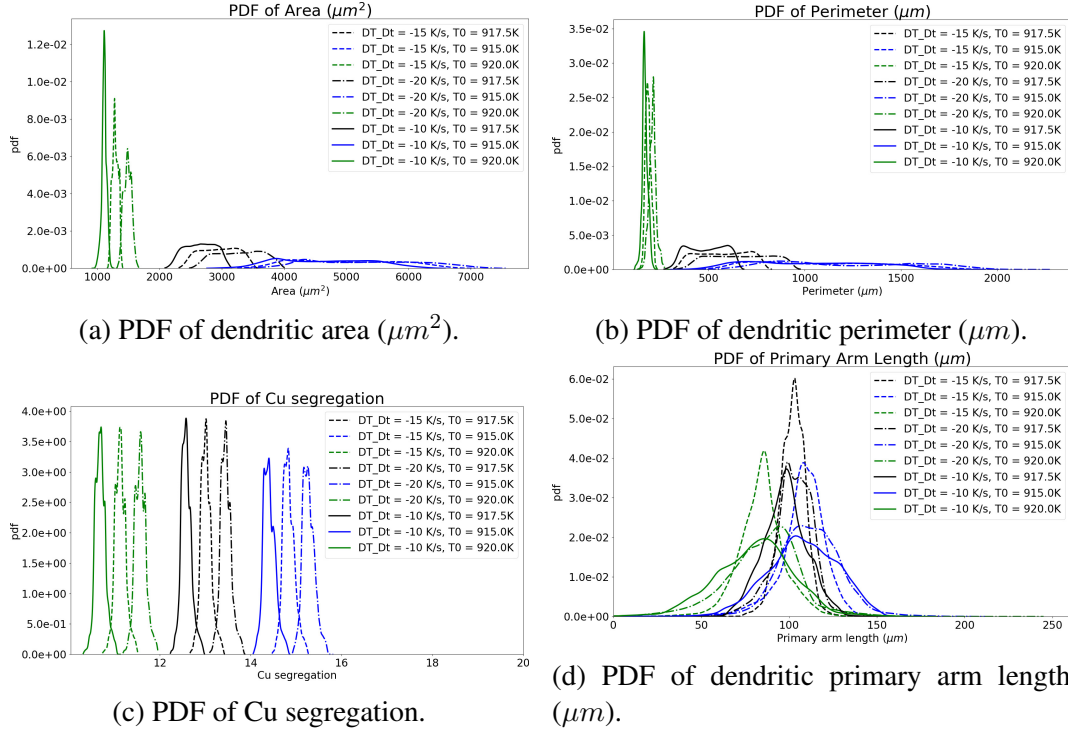 PDF of Area (μm²)
pdf
1.2e-02
1.0e-02
8.0e-03
6.0e-03
4.0e-03
2.0e-03
0.0e+00
DT_Dt = -15 K/s, T0 = 917.5K
DT_Dt = -15 K/s, T0 = 915.0K
DT_Dt = -15 K/s, T0 = 920.0K
DT_Dt = -20 K/s, T0 = 917.5K
DT_Dt = -20 K/s, T0 = 915.0K
DT_Dt = -20 K/s, T0 = 920.0K
DT_Dt = -10 K/s, T0 = 917.5K
DT_Dt = -10 K/s, T0 = 915.0K
DT_Dt = -10 K/s, T0 = 920.0K
1000 2000 3000 4000 5000 6000 7000
Area (μm²)
(a) PDF of dendritic area (μm²).
PDF of Perimeter (μm)
pdf
3.5e-02
3.0e-02
2.5e-02
2.0e-02
1.5e-02
1.0e-02
5.0e-03
0.0e+00
DT_Dt = -15 K/s, T0 = 917.5K
DT_Dt = -15 K/s, T0 = 915.0K
DT_Dt = -15 K/s, T0 = 920.0K
DT_Dt = -20 K/s, T0 = 917.5K
DT_Dt = -20 K/s, T0 = 915.0K
DT_Dt = -20 K/s, T0 = 920.0K
DT_Dt = -10 K/s, T0 = 917.5K
DT_Dt = -10 K/s, T0 = 915.0K
DT_Dt = -10 K/s, T0 = 920.0K
500 1000 1500 2000
Perimeter (μm)
(b) PDF of dendritic perimeter (μm).
PDF of Cu segregation
pdf
4.0e+00
3.5e+00
3.0e+00
2.5e+00
2.0e+00
1.5e+00
1.0e+00
5.0e-01
0.0e+00
DT_Dt = -15 K/s, T0 = 917.5K
DT_Dt = -15 K/s, T0 = 915.0K
DT_Dt = -15 K/s, T0 = 920.0K
DT_Dt = -20 K/s, T0 = 917.5K
DT_Dt = -20 K/s, T0 = 915.0K
DT_Dt = -20 K/s, T0 = 920.0K
DT_Dt = -10 K/s, T0 = 917.5K
DT_Dt = -10 K/s, T0 = 915.0K
DT_Dt = -10 K/s, T0 = 920.0K
12 14 16 18 20
Cu segregation
(c) PDF of Cu segregation.
PDF of Primary Arm Length (μm)
pdf
6.0e-02
5.0e-02
4.0e-02
3.0e-02
2.0e-02
1.0e-02
0.0e+00
DT_Dt = -15 K/s, T0 = 917.5K
DT_Dt = -15 K/s, T0 = 915.0K
DT_Dt = -15 K/s, T0 = 920.0K
DT_Dt = -20 K/s, T0 = 917.5K
DT_Dt = -20 K/s, T0 = 915.0K
DT_Dt = -20 K/s, T0 = 920.0K
DT_Dt = -10 K/s, T0 = 917.5K
DT_Dt = -10 K/s, T0 = 915.0K
DT_Dt = -10 K/s, T0 = 920.0K
0 50 100 150 200 250
Primary arm length (μm)
(d) PDF of dendritic primary arm length
(μm).